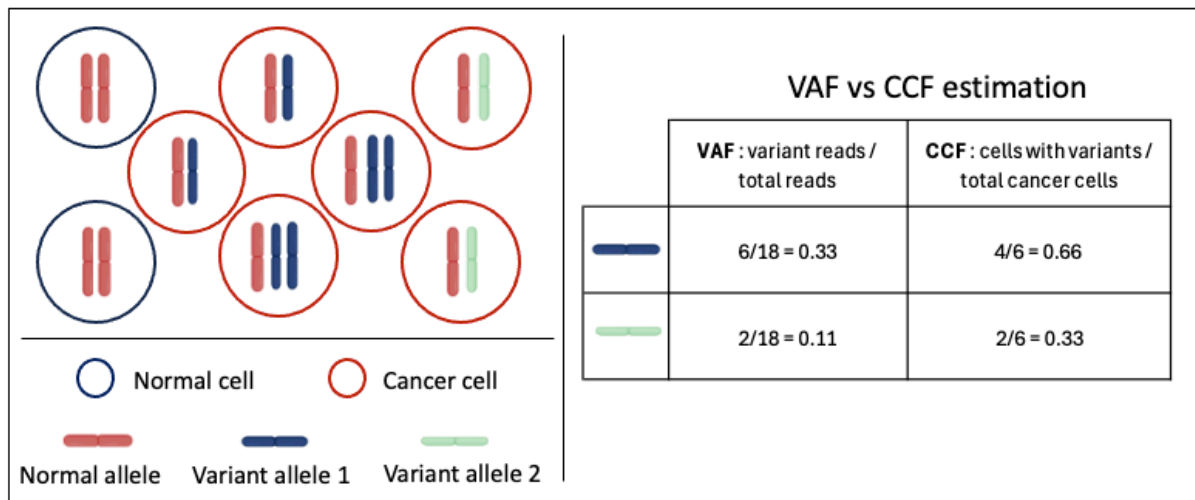 Normal cell
Cancer cell
Normal allele
Variant allele 1
Variant allele 2
VAF vs CCF estimation
VAF : variant reads /
total reads
CCF : cells with variants /
total cancer cells
6/18 = 0.33
4/6 = 0.66
2/18 = 0.11
2/6 = 0.33